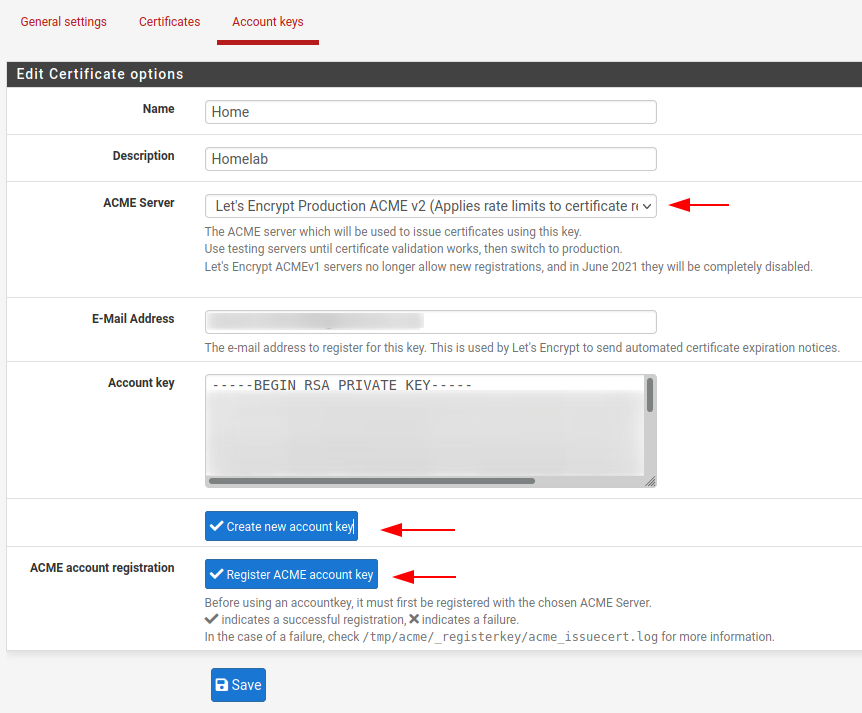 General settings Certificates Account keys
Edit Certificate options
Name Home
Description Homelab
ACME Server Let's Encrypt Production ACME v2 (Applies rate limits to certificate re
The ACME server which will be used to issue certificates using this key.
Use testing servers until certificate validation works, then switch to production.
Let's Encrypt ACMEv1 servers no longer allow new registrations, and in June 2021 they will be completely disabled.
E-Mail Address
The e-mail address to register for this key. This is used by Let's Encrypt to send automated certificate expiration notices.
Account key -----BEGIN RSA PRIVATE KEY-----
Create new account key
ACME account registration Register ACME account key
Before using an accountkey, it must first be registered with the chosen ACME Server.
✔ indicates a successful registration, ✖ indicates a failure.
In the case of a failure, check /tmp/acme/_registerkey/acme_issuecert.log for more information.
Save